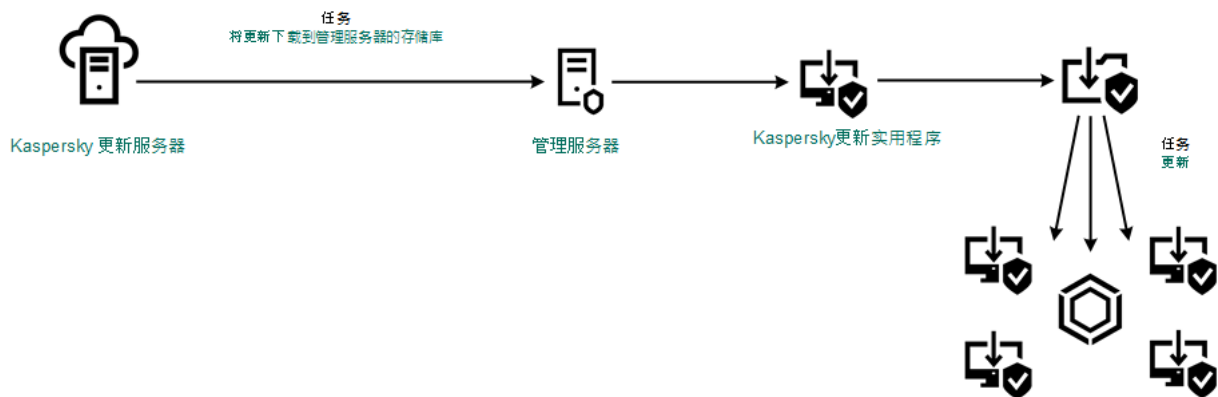 任务
将更新下载到管理服务器的存储库
Kaspersky 更新服务器
管理服务器
Kaspersky更新实用程序
任务
更新